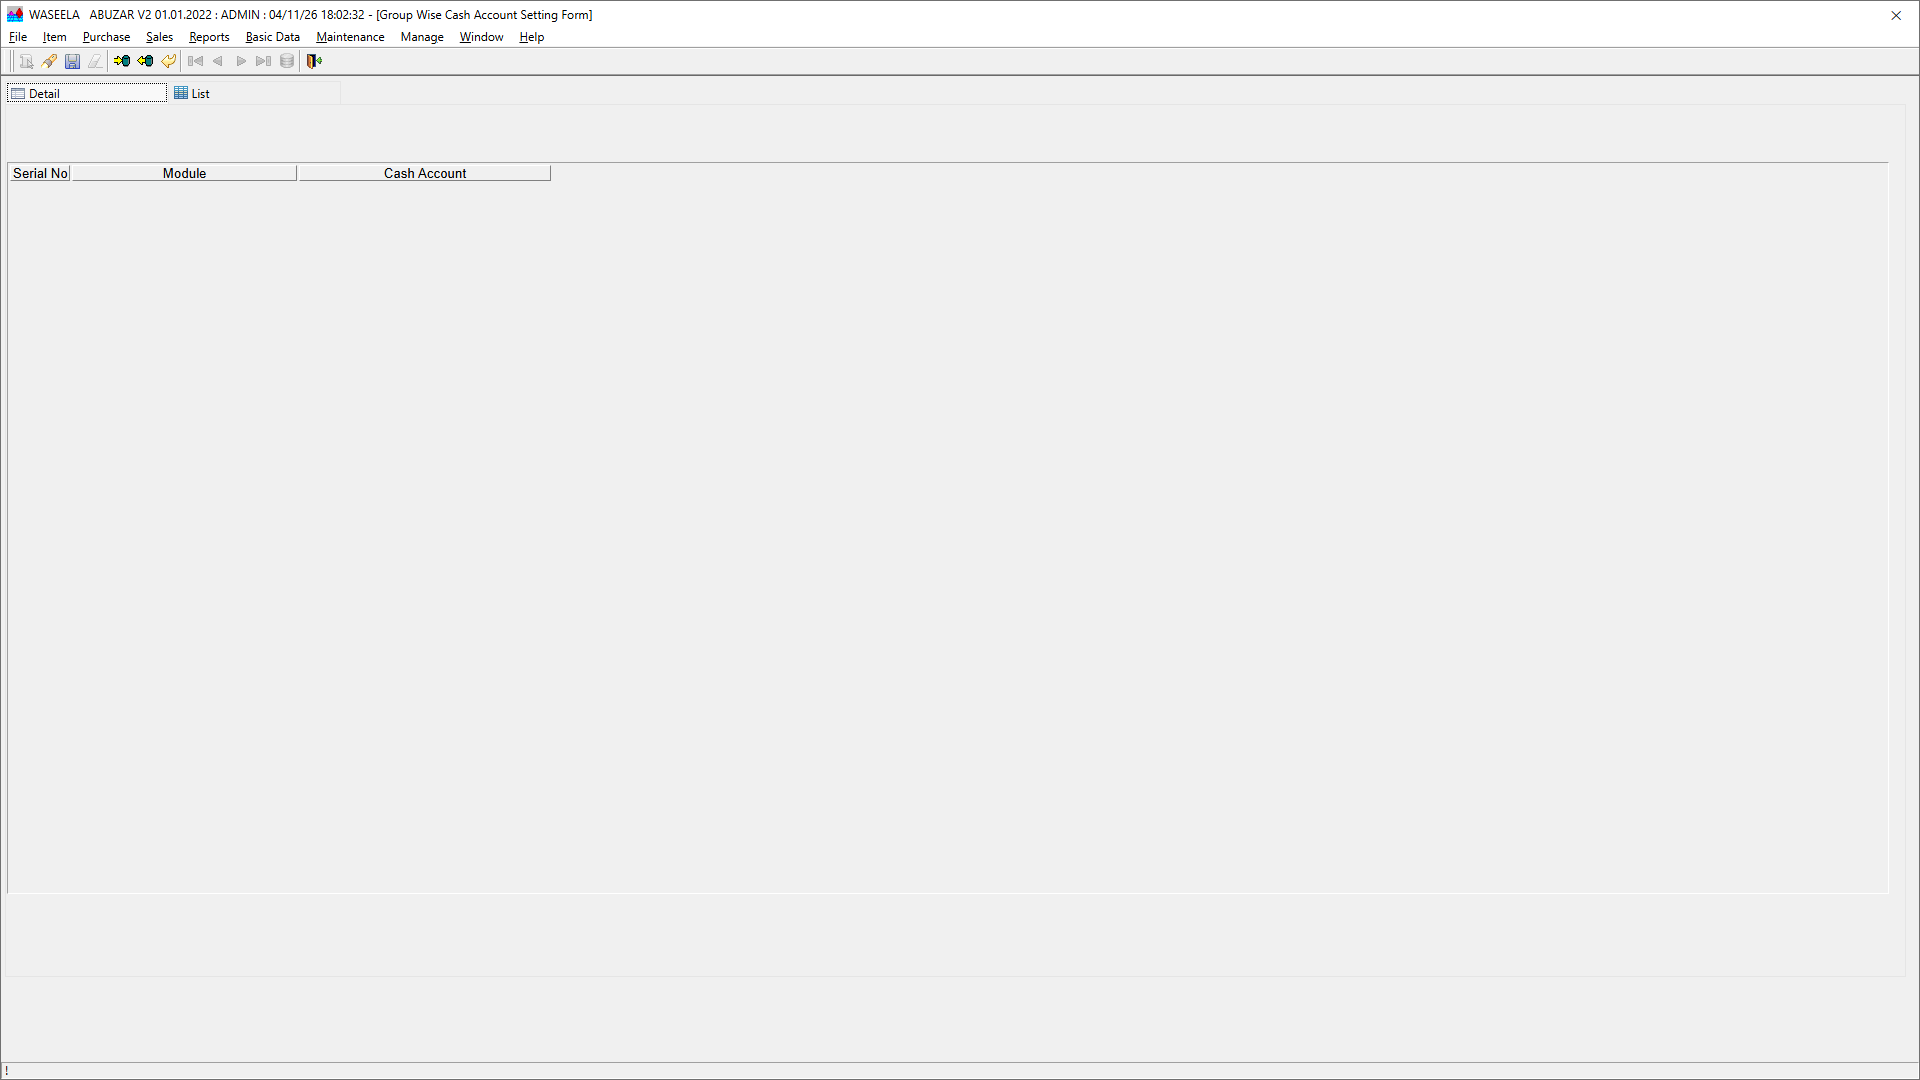 WASEELA ABUZAR V2 01.01.2022 : ADMIN : 04/11/26 18:02:32 - [Group Wise Cash Account Setting Form]
File Item Purchase Sales Reports Basic Data Maintenance Manage Window Help
Detail List
Serial No Module Cash Account
!